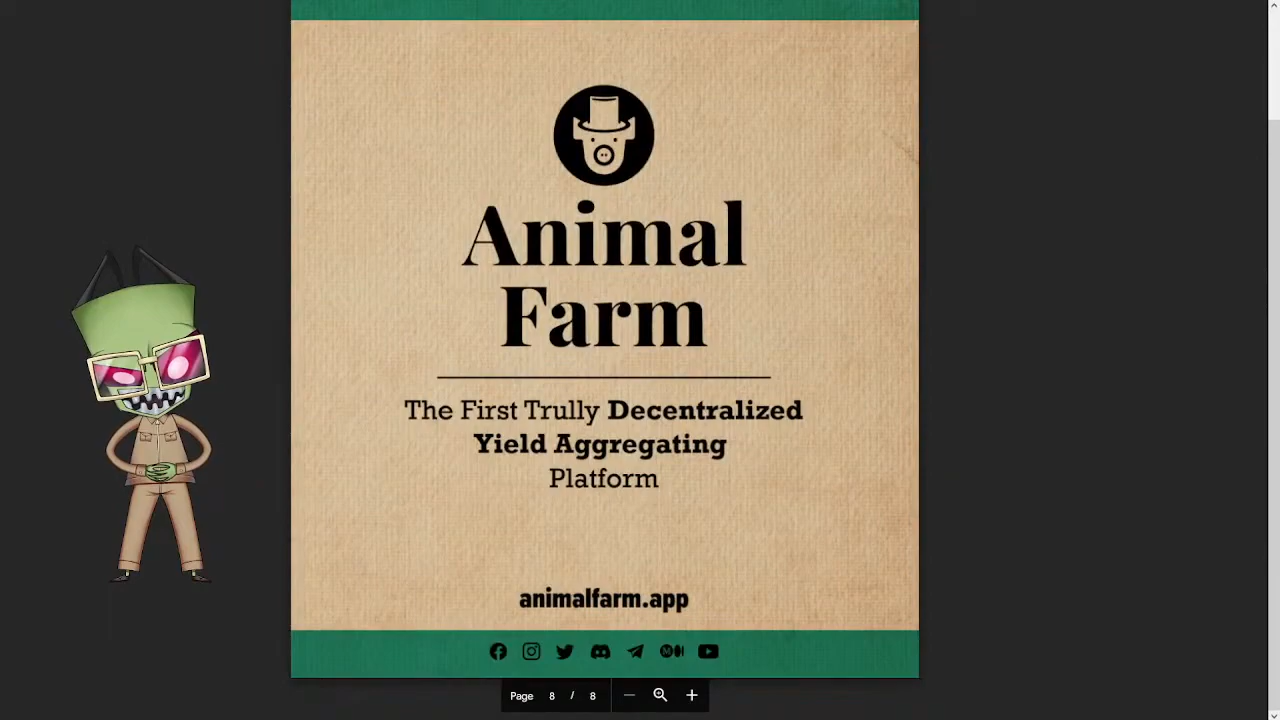 Animal
Farm
The First Trully Decentralized
Yield Aggregating
Platform
animalfarm.app
Page 8 / 8